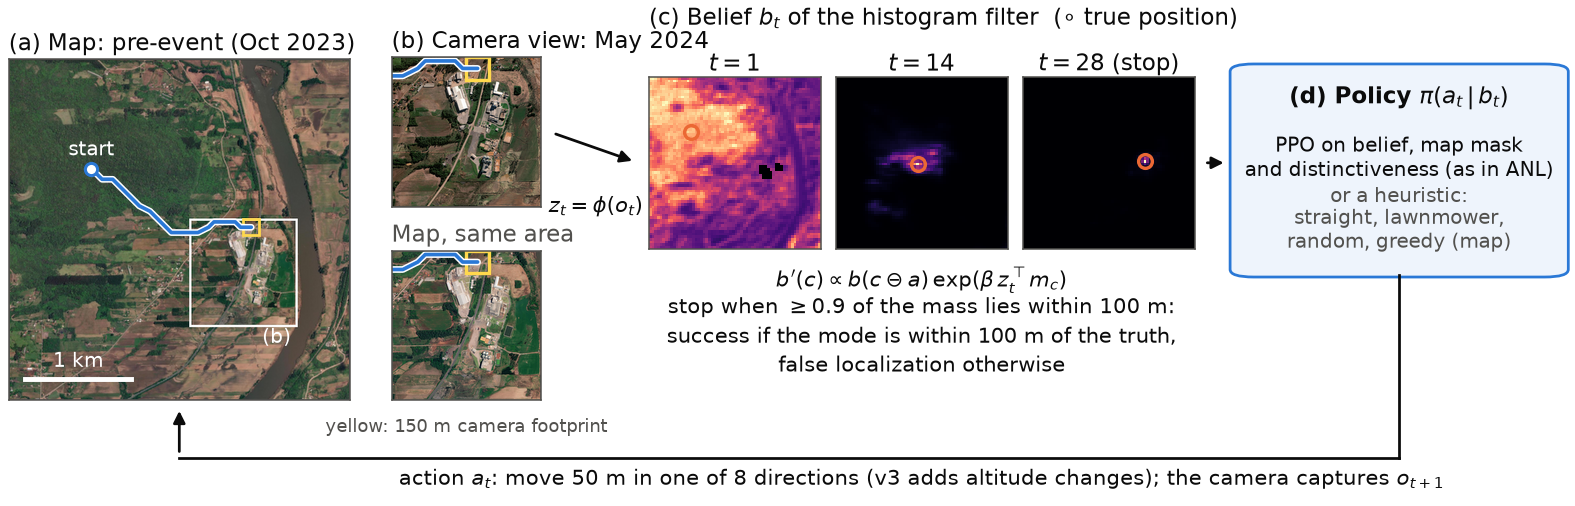 (a) Map: pre-event (Oct 2023)
start
(b)
1 km
(b) Camera view: May 2024
Map, same area
yellow: 150 m camera footprint
z_t = ϕ(o_t)
(c) Belief b_t of the histogram filter (∘ true position)
t = 1
t = 14
t = 28 (stop)
b′(c) ∝ b(c ⊖ a) exp(β z_t^⊤ m_c)
stop when ≥0.9 of the mass lies within 100 m:
success if the mode is within 100 m of the truth,
false localization otherwise
(d) Policy π(a_t | b_t)
PPO on belief, map mask
and distinctiveness (as in ANL)
or a heuristic:
straight, lawnmower,
random, greedy (map)
action a_t: move 50 m in one of 8 directions (v3 adds altitude changes); the camera captures o_{t+1}